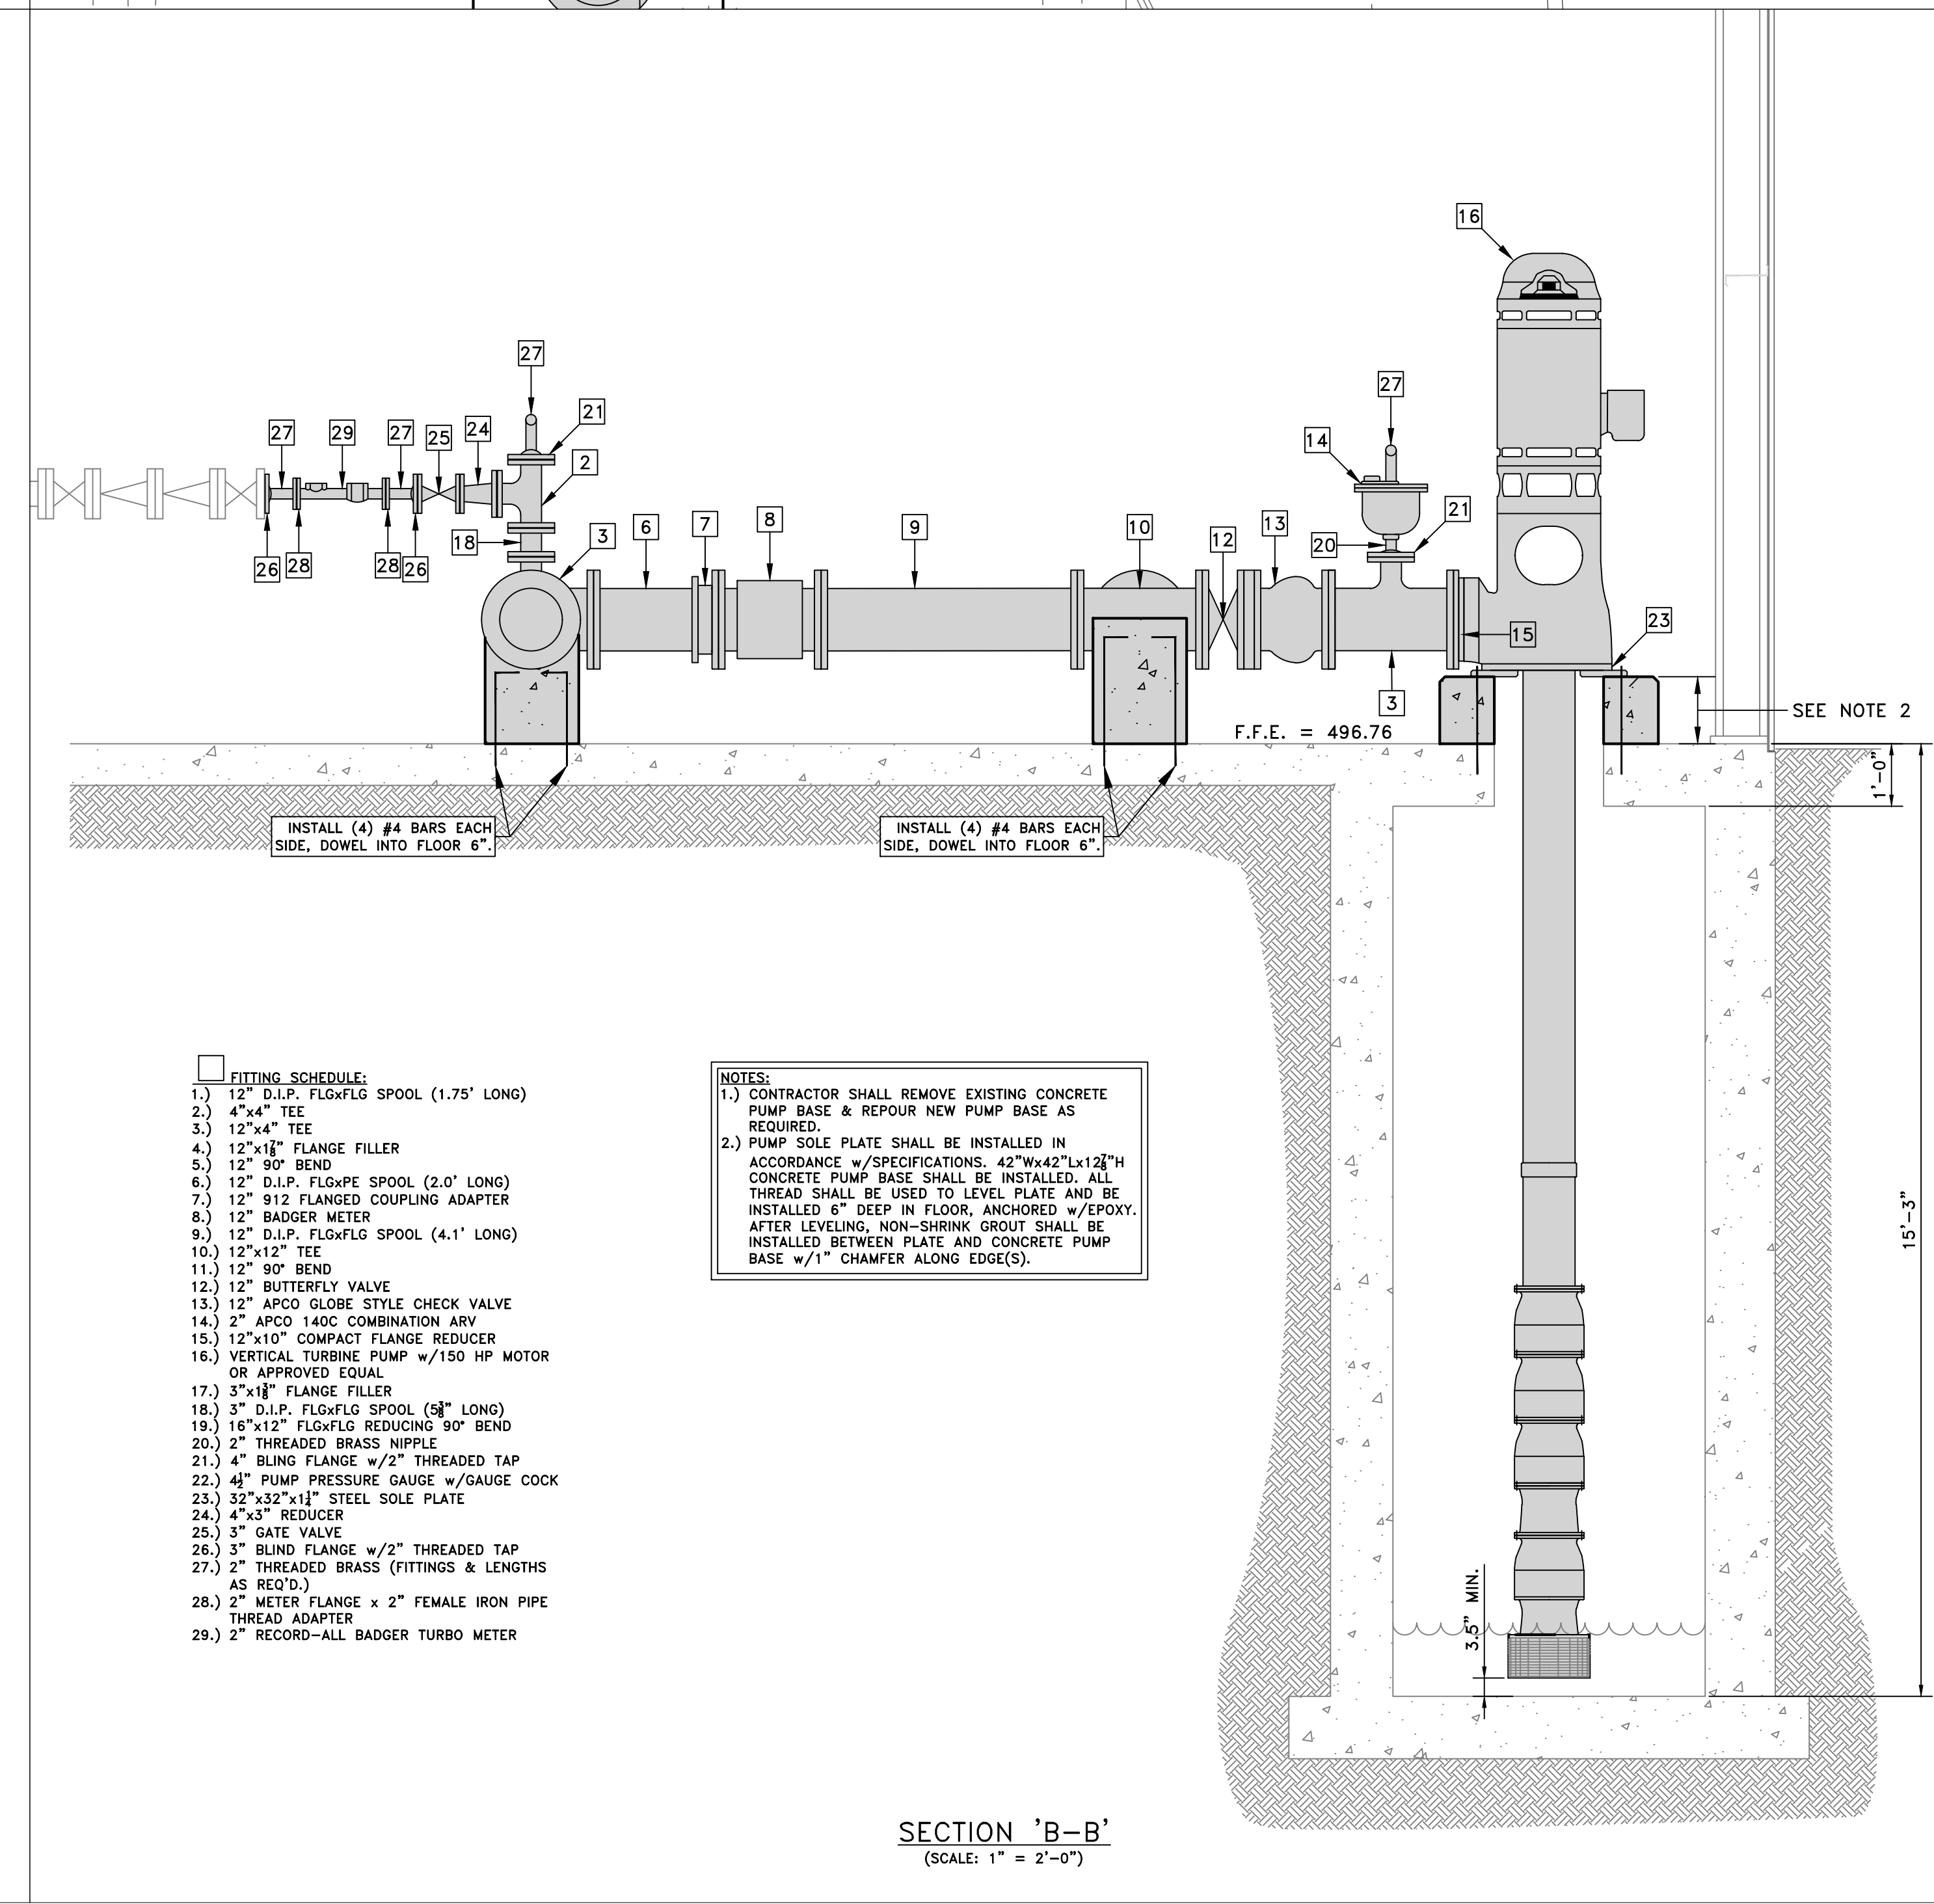 16
27
27
14
21
27
29
27
25
24
2
21
20
26
28
28
26
18
3
6
7
8
9
10
12
13
15
23
3
SEE NOTE 2
F.F.E. = 496.76
1'-0"
INSTALL (4) #4 BARS EACH
SIDE, DOWEL INTO FLOOR 6".
INSTALL (4) #4 BARS EACH
SIDE, DOWEL INTO FLOOR 6".
15'-3"
3.5" MIN.
FITTING SCHEDULE:
1.) 12" D.I.P. FLGxFLG SPOOL (1.75' LONG)
2.) 4"x4" TEE
3.) 12"x4" TEE
4.) 12"x1⅞" FLANGE FILLER
5.) 12" 90° BEND
6.) 12" D.I.P. FLGxPE SPOOL (2.0' LONG)
7.) 12" 912 FLANGED COUPLING ADAPTER
8.) 12" BADGER METER
9.) 12" D.I.P. FLGxFLG SPOOL (4.1' LONG)
10.) 12"x12" TEE
11.) 12" 90° BEND
12.) 12" BUTTERFLY VALVE
13.) 12" APCO GLOBE STYLE CHECK VALVE
14.) 2" APCO 140C COMBINATION ARV
15.) 12"x10" COMPACT FLANGE REDUCER
16.) VERTICAL TURBINE PUMP w/150 HP MOTOR
OR APPROVED EQUAL
17.) 3"x1⅜" FLANGE FILLER
18.) 3" D.I.P. FLGxFLG SPOOL (5⅜" LONG)
19.) 16"x12" FLGxFLG REDUCING 90° BEND
20.) 2" THREADED BRASS NIPPLE
21.) 4" BLING FLANGE w/2" THREADED TAP
22.) 4½" PUMP PRESSURE GAUGE w/GAUGE COCK
23.) 32"x32"x1¼" STEEL SOLE PLATE
24.) 4"x3" REDUCER
25.) 3" GATE VALVE
26.) 3" BLIND FLANGE w/2" THREADED TAP
27.) 2" THREADED BRASS (FITTINGS & LENGTHS
AS REQ'D.)
28.) 2" METER FLANGE x 2" FEMALE IRON PIPE
THREAD ADAPTER
29.) 2" RECORD-ALL BADGER TURBO METER
NOTES:
1.) CONTRACTOR SHALL REMOVE EXISTING CONCRETE
PUMP BASE & REPOUR NEW PUMP BASE AS
REQUIRED.
2.) PUMP SOLE PLATE SHALL BE INSTALLED IN
ACCORDANCE w/SPECIFICATIONS. 42"Wx42"Lx12⅞"H
CONCRETE PUMP BASE SHALL BE INSTALLED. ALL
THREAD SHALL BE USED TO LEVEL PLATE AND BE
INSTALLED 6" DEEP IN FLOOR, ANCHORED w/EPOXY.
AFTER LEVELING, NON-SHRINK GROUT SHALL BE
INSTALLED BETWEEN PLATE AND CONCRETE PUMP
BASE w/1" CHAMFER ALONG EDGE(S).
SECTION 'B-B'
(SCALE: 1" = 2'-0")